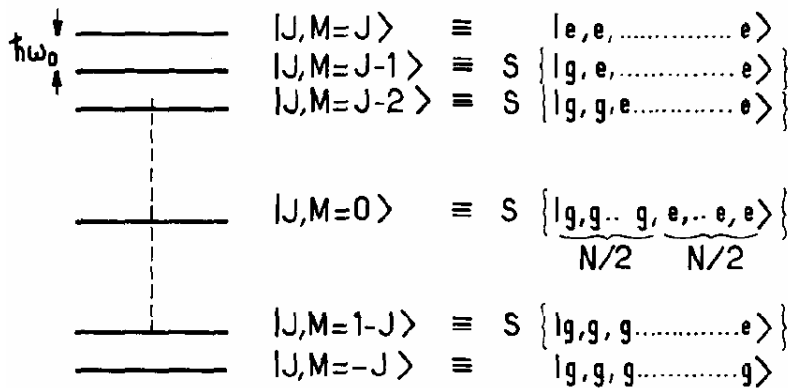 |J,M=J⟩ ≡ |e,e,.............. e⟩
ħω₀
|J,M=J-1⟩ ≡ S {|g,e,............. e⟩}
|J,M=J-2⟩ ≡ S {|g,g,e........... e⟩}
|J,M=0⟩ ≡ S {|g,g.. g, e,.. e,e⟩}
N/2 N/2
|J,M=1-J⟩ ≡ S {|g,g,g............e⟩}
|J,M=-J⟩ ≡ |g,g,g...........g⟩